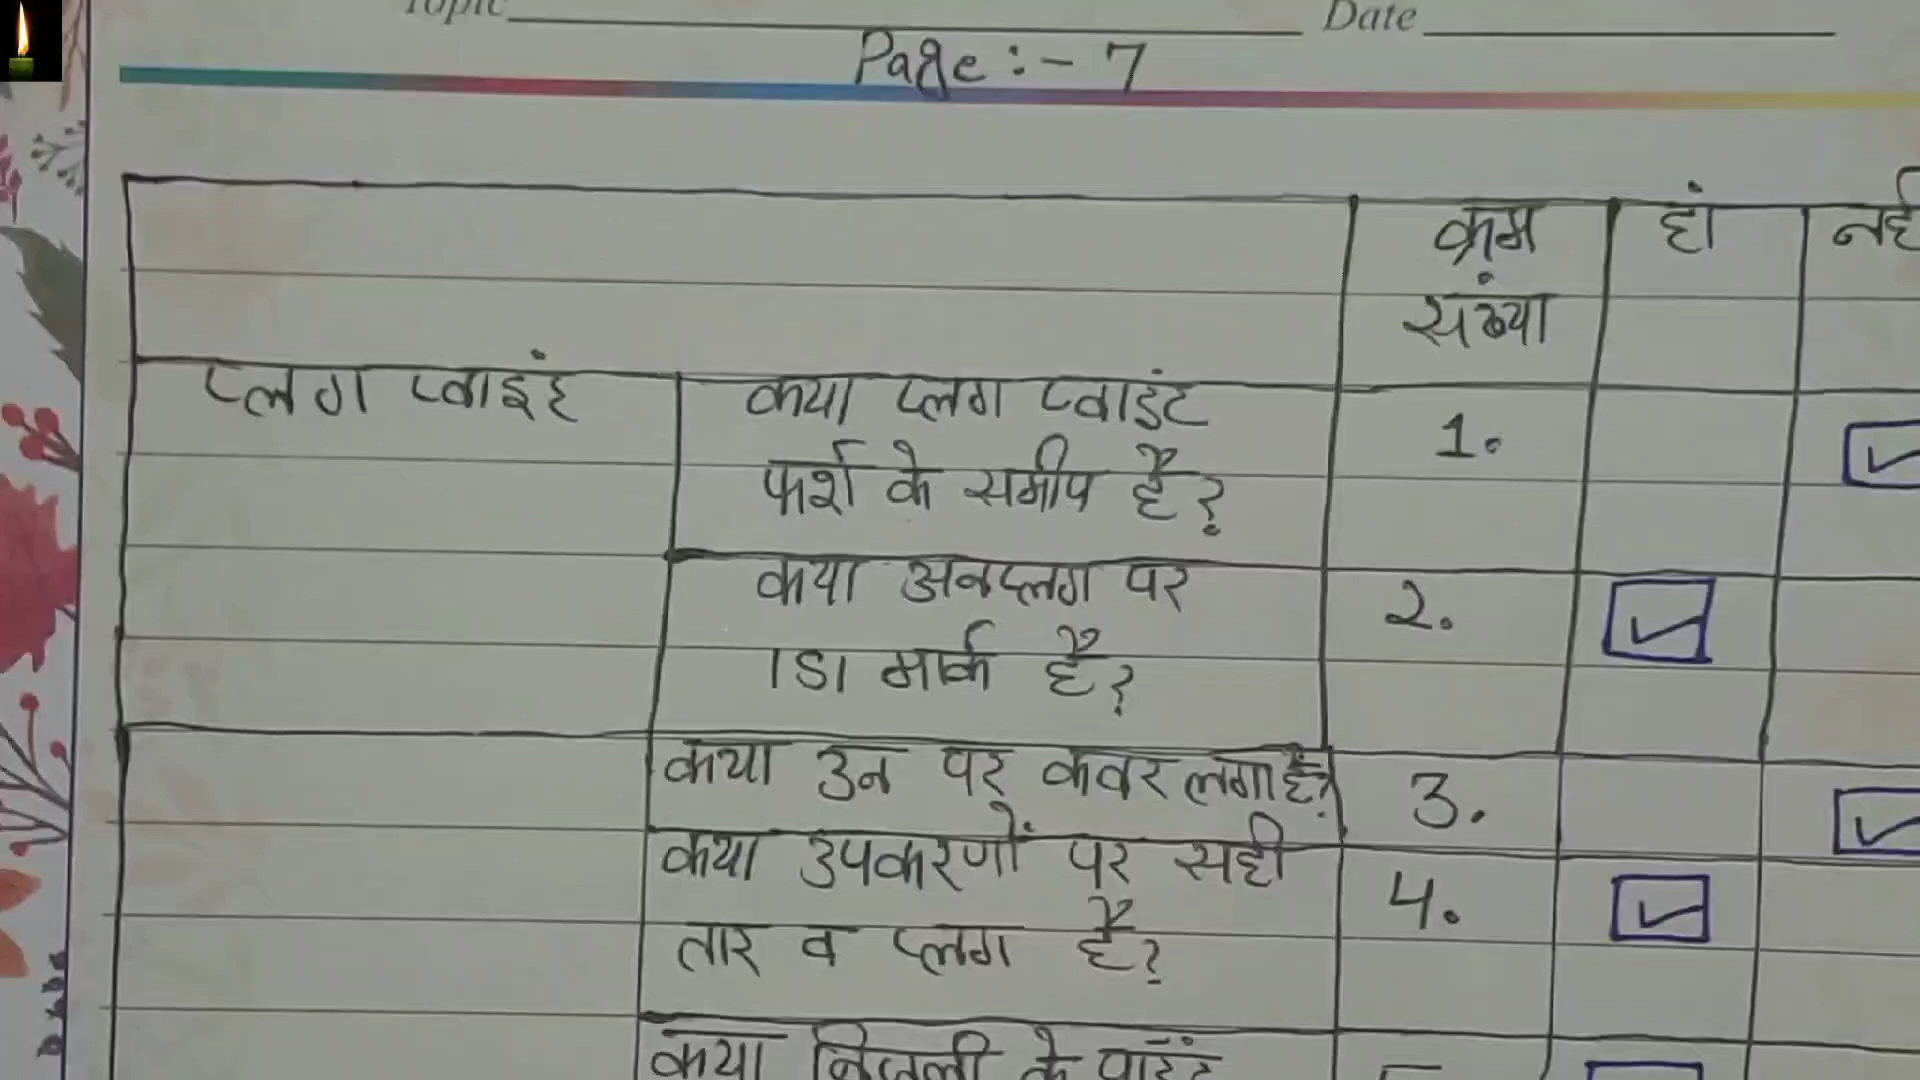 Topic Date
Page :- 7
क्रम हां
संख्या
प्लग प्वाइंट क्या प्लग प्वाइंट 1.
फर्श के समीप है?
क्या अनप्लग पर 2.
ISI मार्क है?
क्या उन पर कवर लगा है? 3.
क्या उपकरणों पर सही 4.
तार व प्लग है?
क्या बिजली के